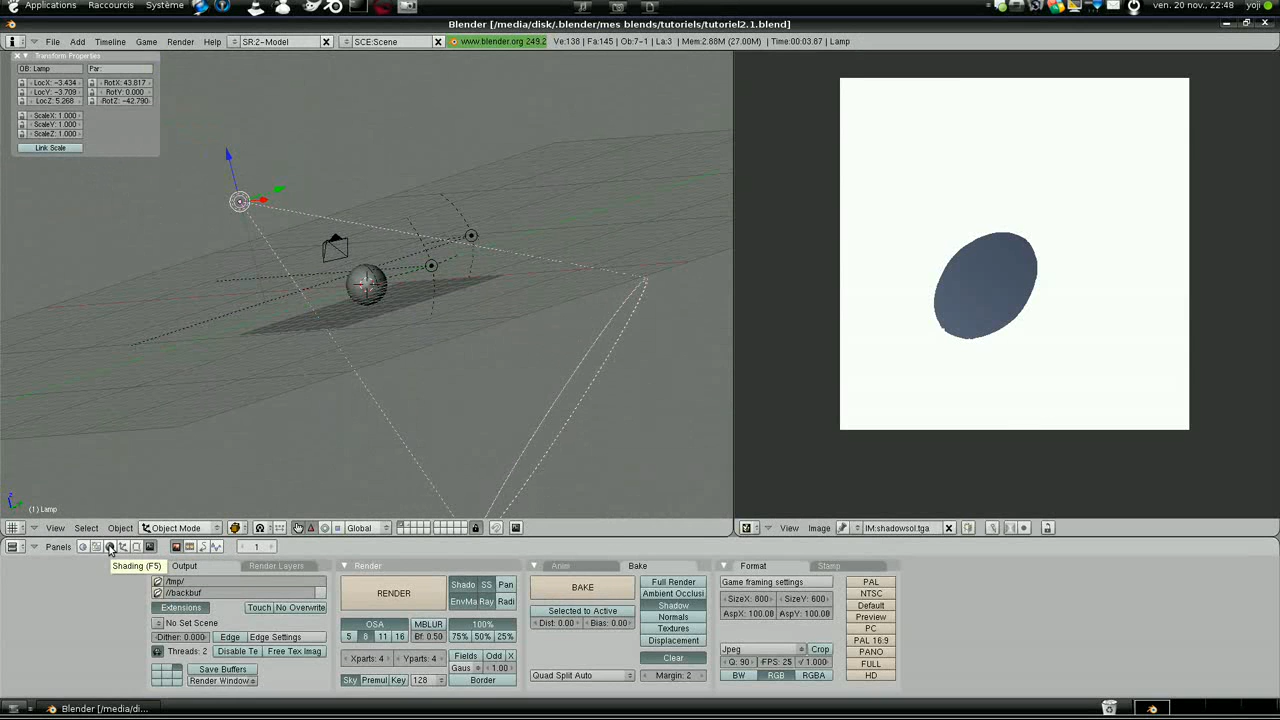 Applications Raccourcis Système ven. 20 nov., 22:48 yoji
Blender [/media/disk/.blender/mes blends/tutoriels/tutoriel2.1.blend]
File Add Timeline Game Render Help SR:2-Model SCE:Scene www.blender.org 249.2 Ve:138 | Fa:145 | Ob:7-1 | La:3 | Mem:2.88M (27.00M) | Time:00:03.87 | Lamp
Transform Properties
OB: Lamp Par:
LocX: -3.434 RotX: 43.817
LocY: -3.709 RotY: 0.000
LocZ: 5.268 RotZ: -42.790
ScaleX: 1.000
ScaleY: 1.000
ScaleZ: 1.000
Link Scale
(1) Lamp
View Select Object Object Mode Global View Image IM:shadowsol.tga
Panels 1
Shading (F5) Output Render Layers Render Anim Bake Format Stamp
/tmp/
//backbuf
Extensions Touch No Overwrite
No Set Scene
Dither: 0.000 Edge Edge Settings
Threads: 2 Disable Te Free Tex Imag
Save Buffers
Render Window
RENDER Shado SS Pan
EnvMa Ray Radi
OSA MBLUR 100%
5 8 11 16 Bf: 0.50 75% 50% 25%
Xparts: 4 Yparts: 4 Fields Odd X
Gaus 1.00
Sky Premul Key 128 Border
BAKE Full Render
Ambient Occlusi
Selected to Active Shadow
Dist: 0.00 Bias: 0.00 Normals
Textures
Displacement
Clear
Quad Split Auto Margin: 2
Game framing settings PAL
SizeX: 800 SizeY: 600 NTSC
AspX: 100.00 AspY: 100.00 Default
Preview
PC
Jpeg Crop PAL 16:9
Q: 90 FPS: 25 1.000 PANO
FULL
BW RGB RGBA HD
Blender [/media/di...